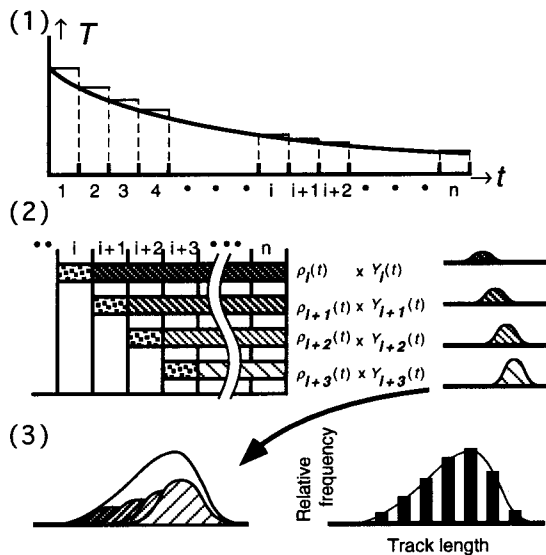 (1)
↑ T
→ t
1 2 3 4 • • • i i+1 i+2 • • • n
(2)
•• i i+1 i+2 i+3 • ••• n
ρi(t) x Yi(t)
ρi+1(t) x Yi+1(t)
ρi+2(t) x Yi+2(t)
ρi+3(t) x Yi+3(t)
(3)
Relative
frequency
Track length